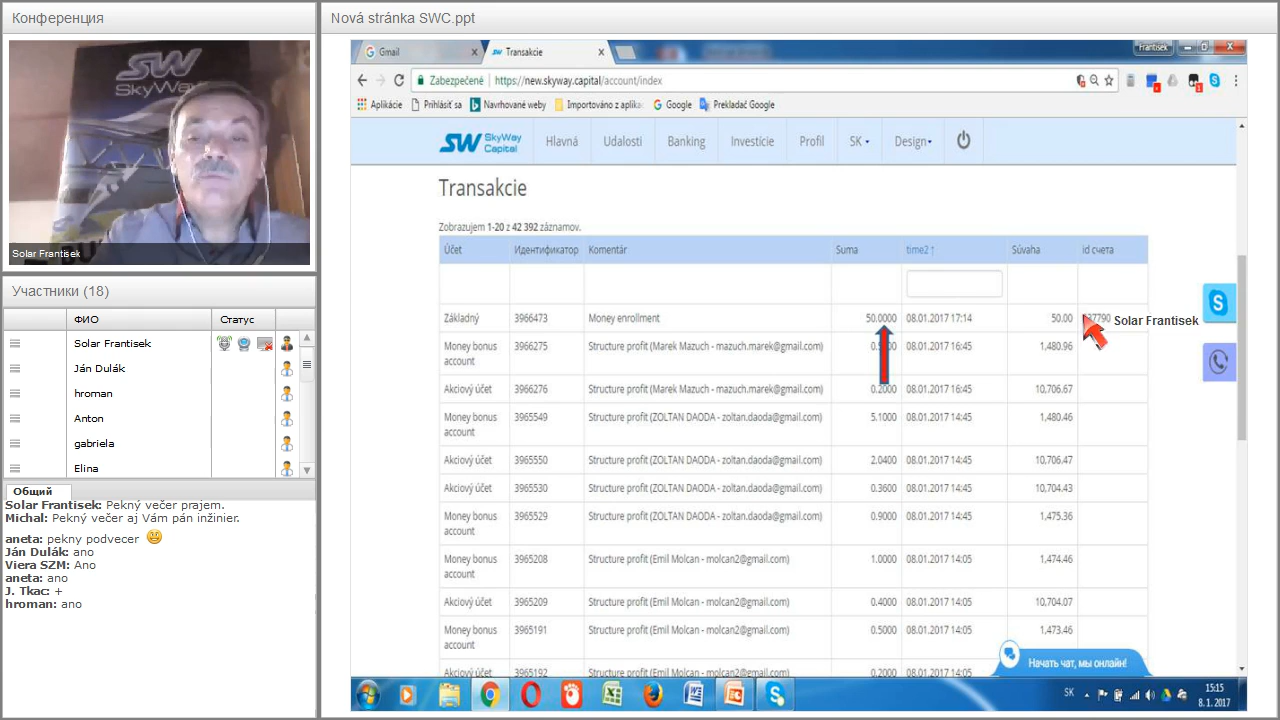 Конференция
SW
SkyWay
Solar Frantisek
Участники (18)
ФИО Статус
Solar Frantisek
Ján Dulák
hroman
Anton
gabriela
Elina
Общий
Solar Frantisek: Pekný večer prajem.
Michal: Pekný večer aj Vám pán inžinier.
aneta: pekny podvecer
Ján Dulák: ano
Viera SZM: Ano
aneta: ano
J. Tkac: +
hroman: ano
Nová stránka SWC.ppt
Gmail Transakcie
František
Zabezpečené https://new.skyway.capital/account/index
Aplikácie Prihlásiť sa Navrhované weby Importováno z aplika Google Prekladač Google
SW SkyWay Capital Hlavná Udalosti Banking Investície Profil SK Design
Transakcie
Zobrazujem 1-20 z 42 392 záznamov.
Účet Идентификатор Komentár Suma time2 ↑ Súvaha id счета
Základný 3966473 Money enrollment 50.0000 08.01.2017 17:14 50.00 Solar Frantisek
Money bonus account 3966275 Structure profit (Marek Mazuch - mazuch.marek@gmail.com) 08.01.2017 16:45 1,480.96
Akciový účet 3966276 Structure profit (Marek Mazuch - mazuch.marek@gmail.com) 0.2000 08.01.2017 16:45 10,706.67
Money bonus account 3965549 Structure profit (ZOLTAN DAODA - zoltan.daoda@gmail.com) 5.1000 08.01.2017 14:45 1,480.46
Akciový účet 3965550 Structure profit (ZOLTAN DAODA - zoltan.daoda@gmail.com) 2.0400 08.01.2017 14:45 10,706.47
Akciový účet 3965530 Structure profit (ZOLTAN DAODA - zoltan.daoda@gmail.com) 0.3600 08.01.2017 14:45 10,704.43
Money bonus account 3965529 Structure profit (ZOLTAN DAODA - zoltan.daoda@gmail.com) 0.9000 08.01.2017 14:45 1,475.36
Money bonus account 3965208 Structure profit (Emil Molcan - molcan2@gmail.com) 1.0000 08.01.2017 14:05 1,474.46
Akciový účet 3965209 Structure profit (Emil Molcan - molcan2@gmail.com) 0.4000 08.01.2017 14:05 10,704.07
Money bonus account 3965191 Structure profit (Emil Molcan - molcan2@gmail.com) 0.5000 08.01.2017 14:05 1,473.46
Akciový účet 3965192 Structure profit (Emil Molcan - molcan2@gmail.com) 0.2000 08.01.2017 14:05
Начать чат, мы онлайн!
SK 15:15
8. 1. 2017